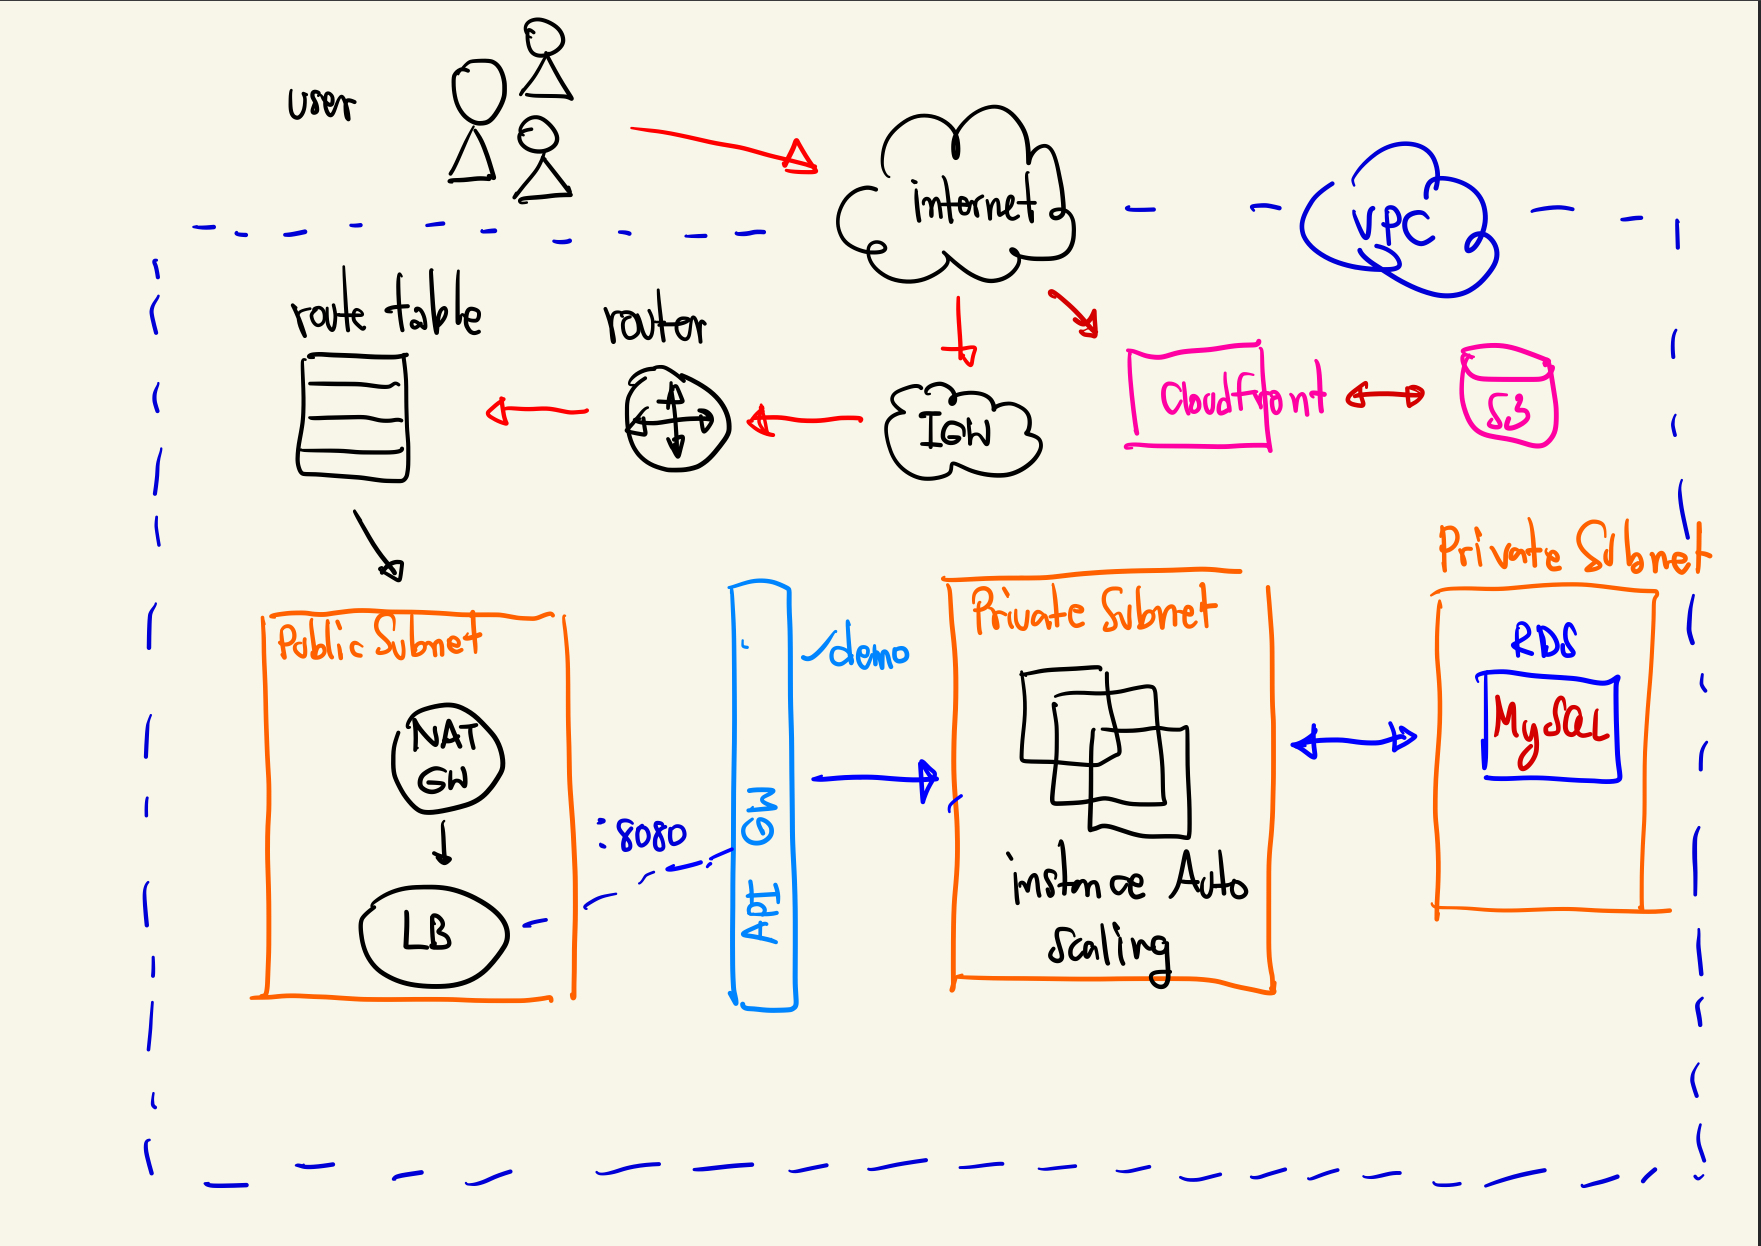 user
internet
VPC
route table
router
IGW
Cloudfront
S3
Private Subnet
Public Subnet
Private Subnet
/demo
RDS
MySQL
NAT
GW
:8080
API GW
LB
instance Auto
scaling